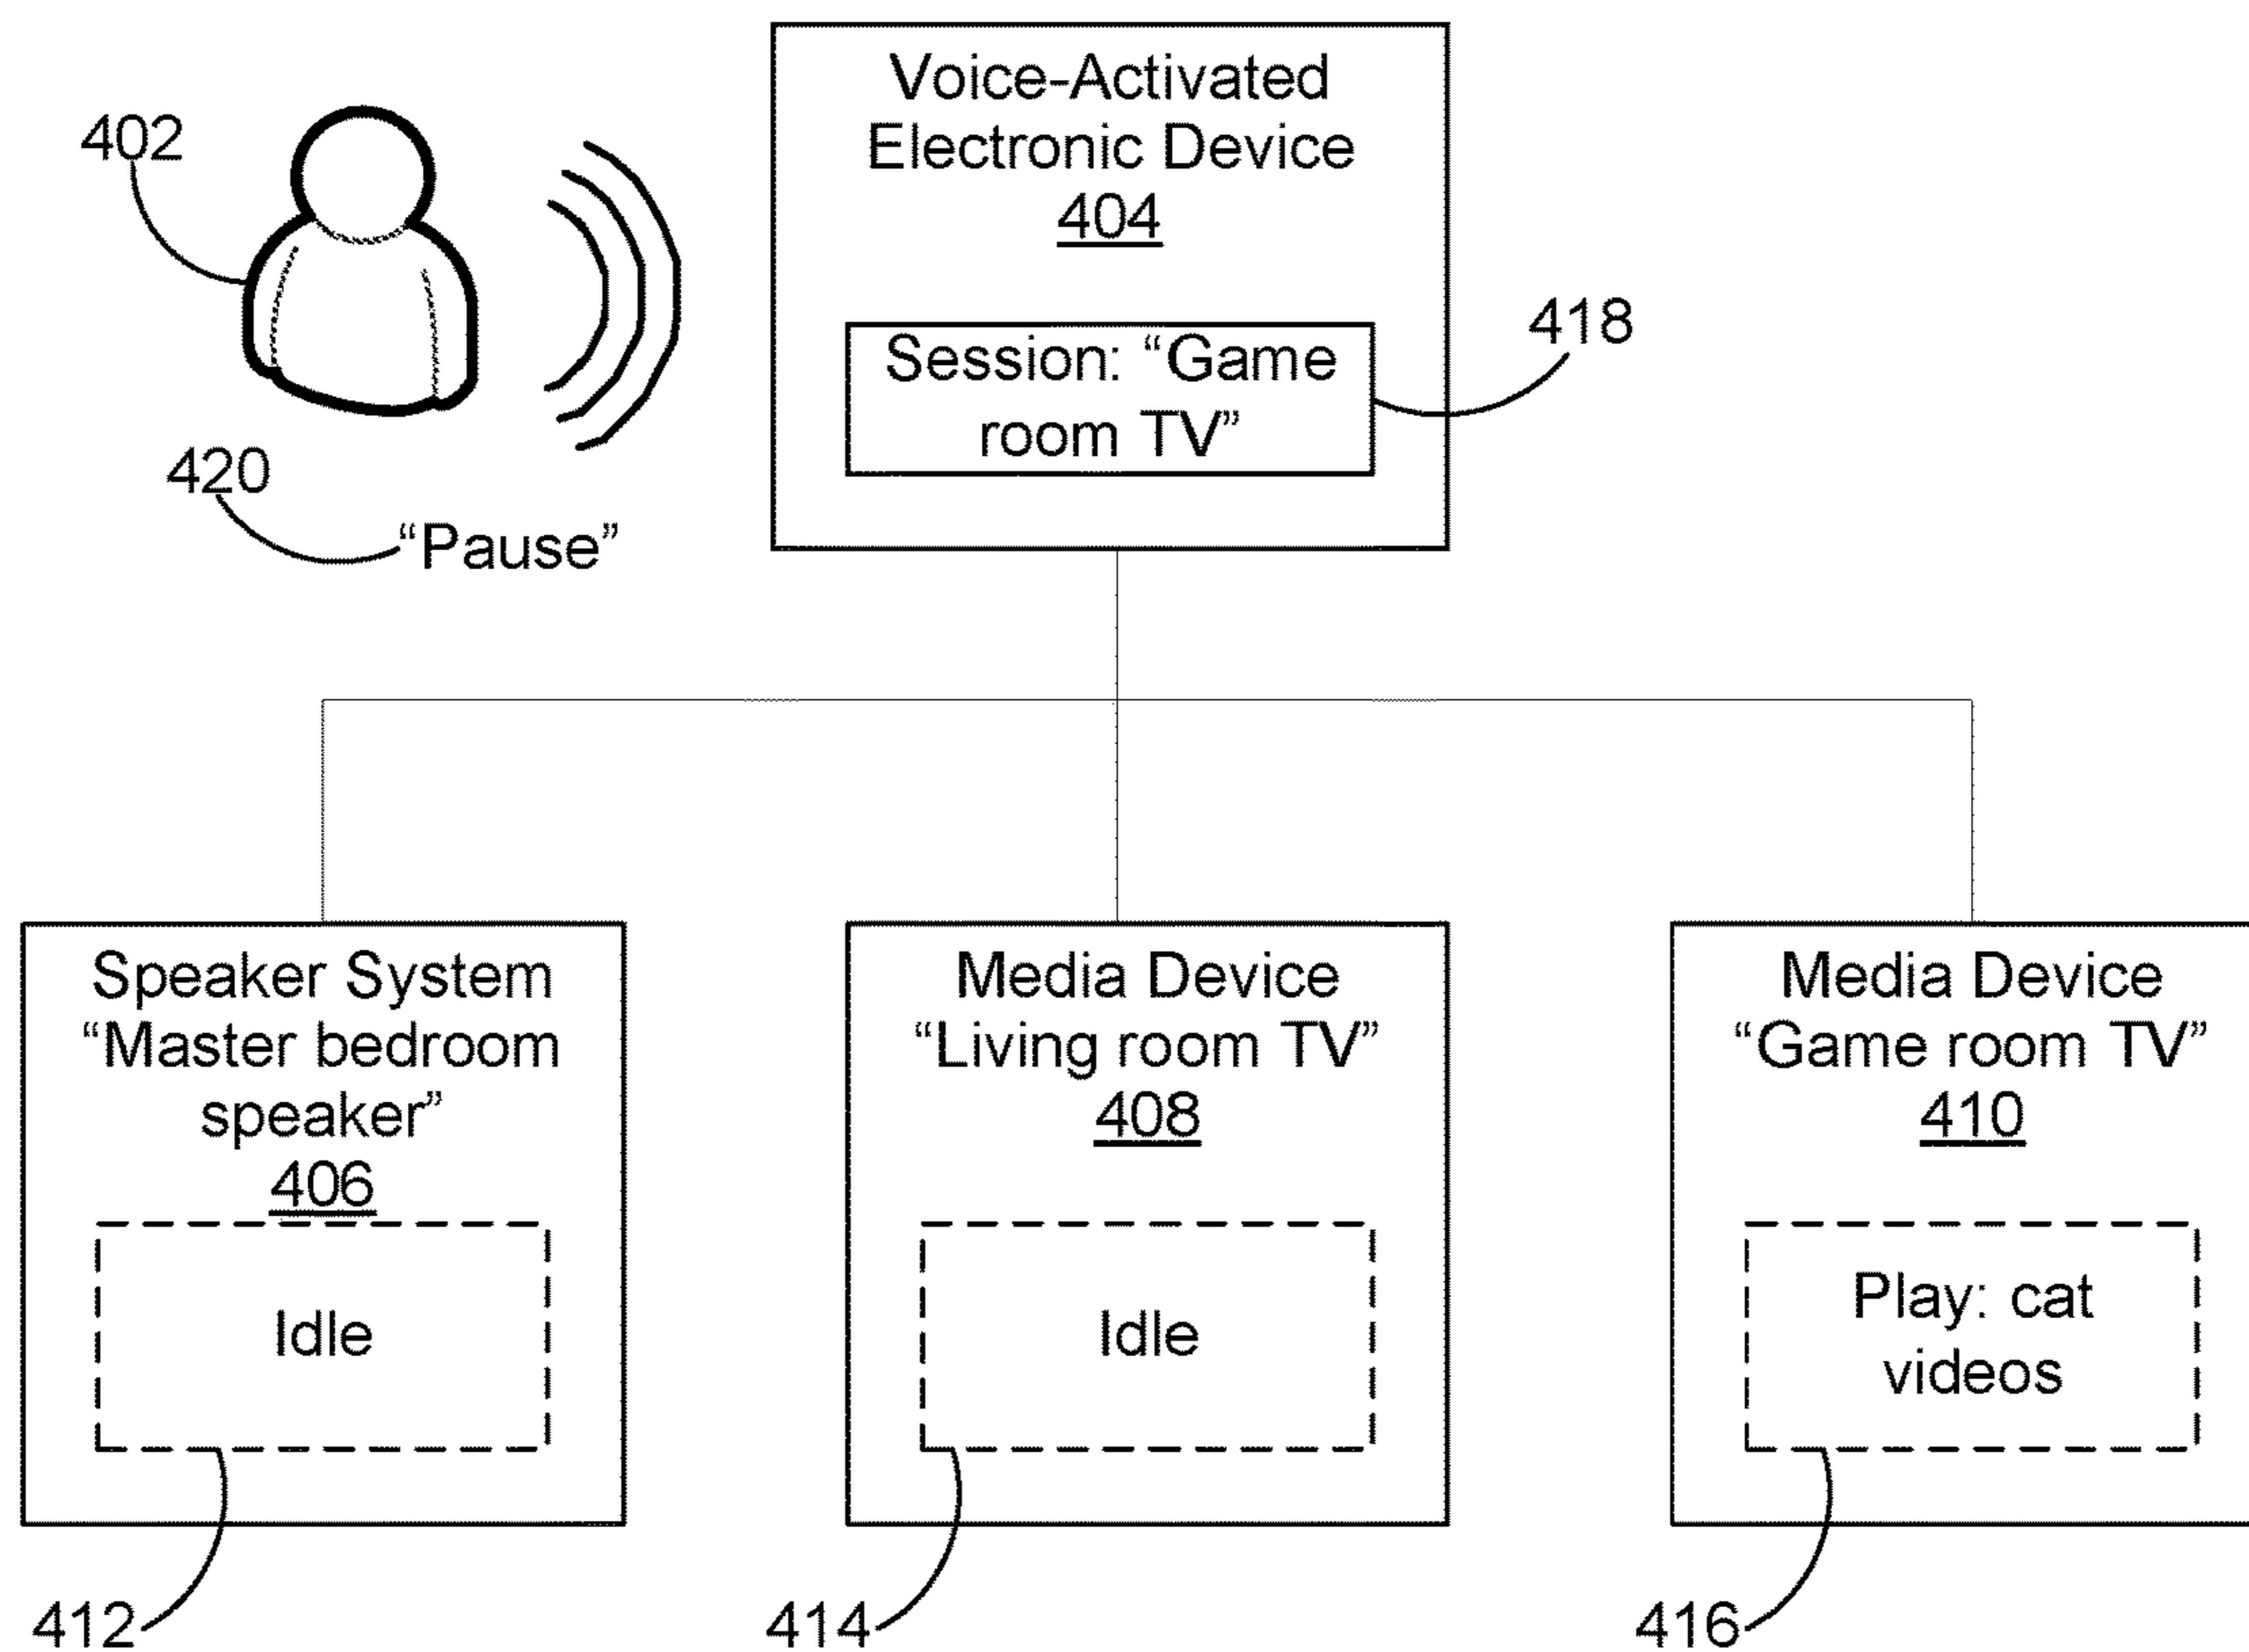 402
420
“Pause”
Voice-Activated
Electronic Device
404
Session: “Game
room TV”
418
Speaker System
“Master bedroom
speaker”
406
Idle
412
Media Device
“Living room TV”
408
Idle
414
Media Device
“Game room TV”
410
Play: cat
videos
416